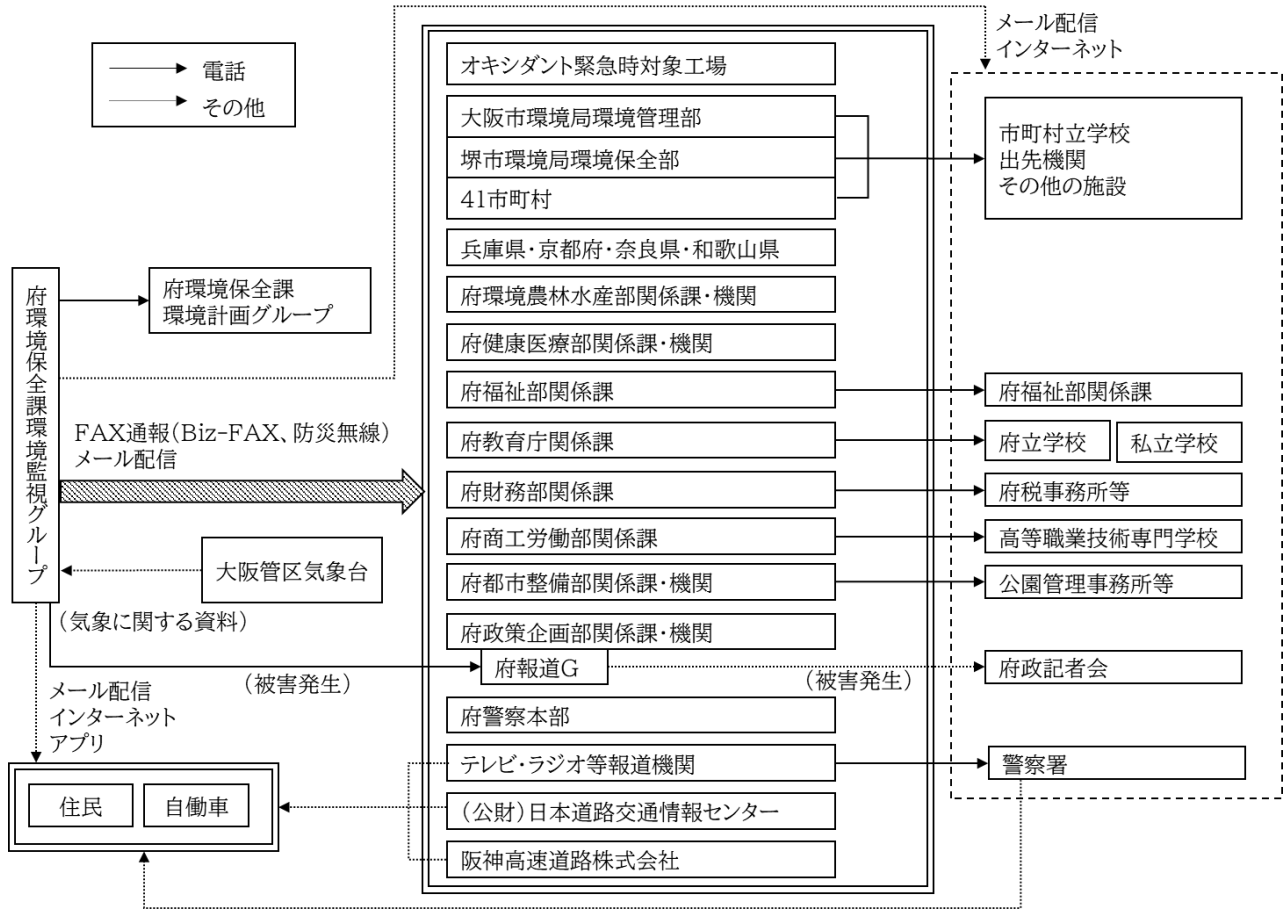 メール配信
インターネット
電話
その他
オキシダント緊急時対象工場
大阪市環境局環境管理部
堺市環境局環境保全部
41市町村
市町村立学校
出先機関
その他の施設
兵庫県・京都府・奈良県・和歌山県
府環境保全課環境監視グループ
府環境保全課
環境計画グループ
府環境農林水産部関係課・機関
府健康医療部関係課・機関
府福祉部関係課
府福祉部関係課
FAX通報(Biz-FAX、防災無線)
メール配信
府教育庁関係課
府立学校
私立学校
府財務部関係課
府税事務所等
府商工労働部関係課
高等職業技術専門学校
大阪管区気象台
府都市整備部関係課・機関
公園管理事務所等
(気象に関する資料)
府政策企画部関係課・機関
府報道G
府政記者会
(被害発生)
(被害発生)
メール配信
インターネット
アプリ
府警察本部
テレビ・ラジオ等報道機関
警察署
住民
自働車
(公財)日本道路交通情報センター
阪神高速道路株式会社